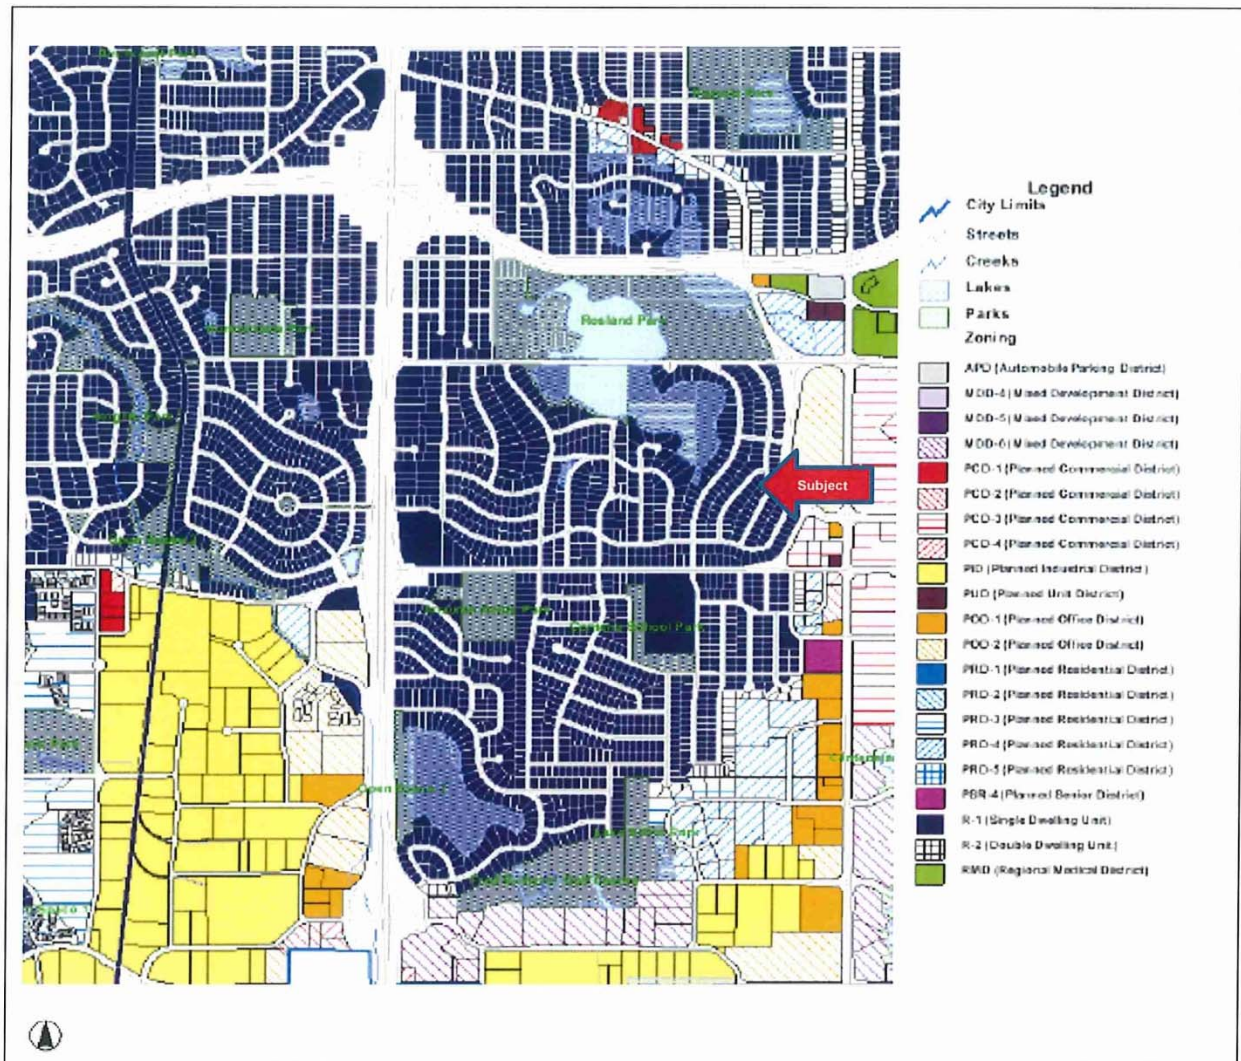 Rosland Park
Subject
Legend
City Limits
Streets
Creeks
Lakes
Parks
Zoning
APD (Automobile Parking District)
MDD-4 (Mixed Development District)
MDD-5 (Mixed Development District)
MDD-6 (Mixed Development District)
PCD-1 (Planned Commercial District)
PCD-2 (Planned Commercial District)
PCD-3 (Planned Commercial District)
PCD-4 (Planned Commercial District)
PID (Planned Industrial District)
PUD (Planned Unit District)
POD-1 (Planned Office District)
POD-2 (Planned Office District)
PRD-1 (Planned Residential District)
PRD-2 (Planned Residential District)
PRD-3 (Planned Residential District)
PRD-4 (Planned Residential District)
PRD-5 (Planned Residential District)
PSR-4 (Planned Senior District)
R-1 (Single Dwelling Unit)
R-2 (Double Dwelling Unit)
RMD (Regional Medical District)